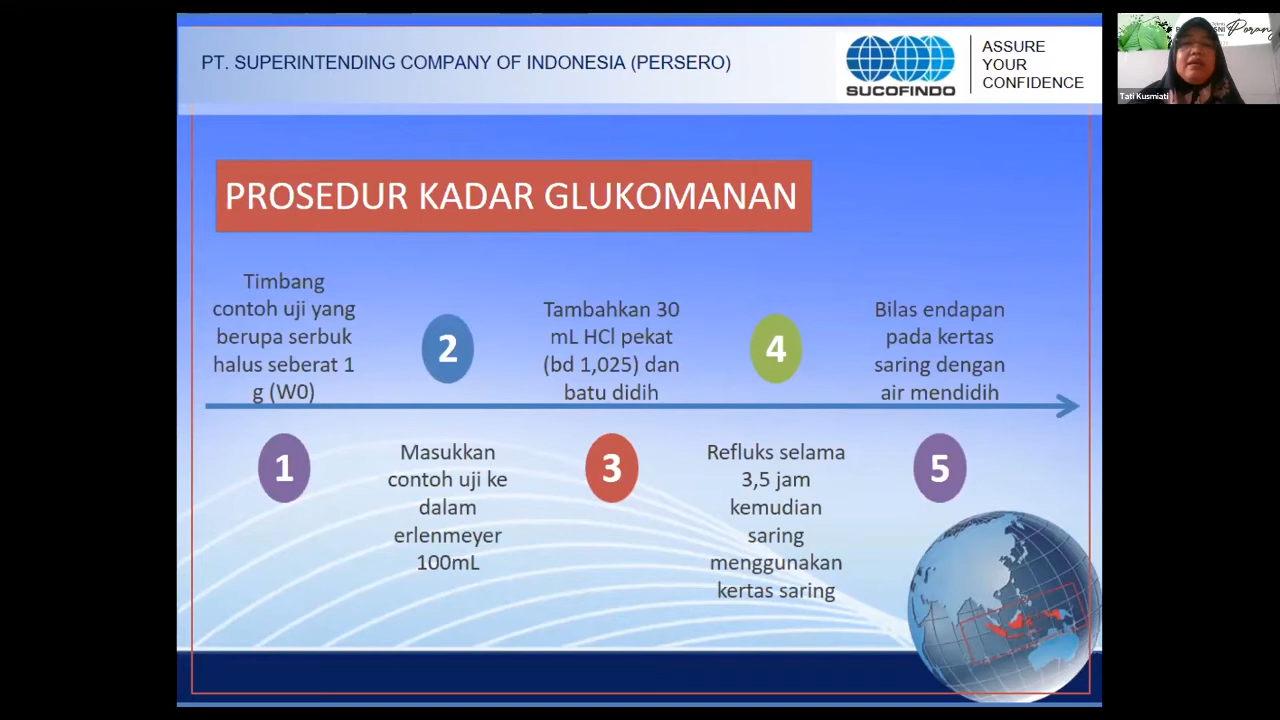 PT. SUPERINTENDING COMPANY OF INDONESIA (PERSERO)
SUCOFINDO
ASSURE
YOUR
CONFIDENCE
Porang
Tati Kusmiati
PROSEDUR KADAR GLUKOMANAN
1
Timbang
contoh uji yang
berupa serbuk
halus seberat 1
g (W0)
2
Masukkan
contoh uji ke
dalam
erlenmeyer
100mL
3
Tambahkan 30
mL HCl pekat
(bd 1,025) dan
batu didih
4
Refluks selama
3,5 jam
kemudian
saring
menggunakan
kertas saring
5
Bilas endapan
pada kertas
saring dengan
air mendidih